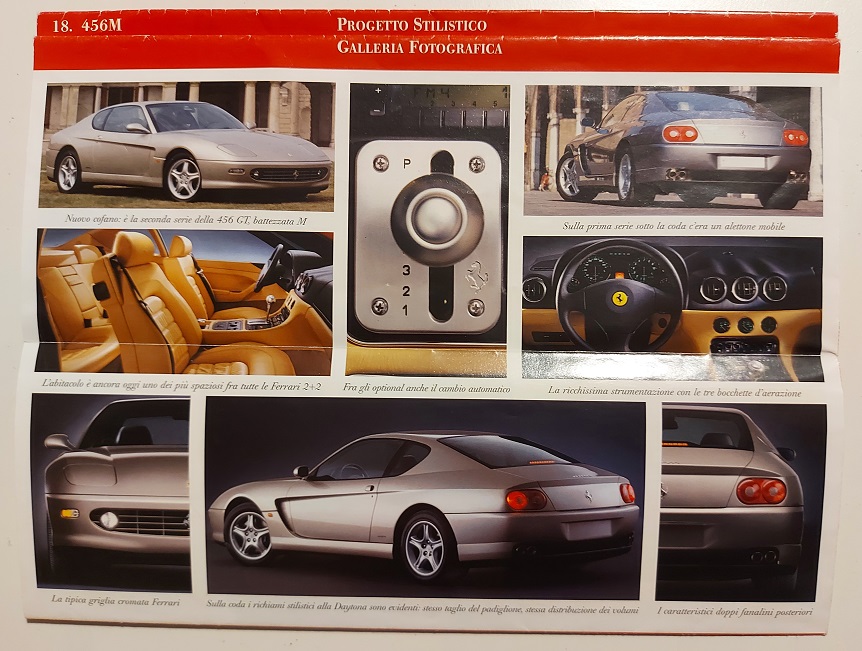 18. 456M
PROGETTO STILISTICO
GALLERIA FOTOGRAFICA
P
3
2
1
Nuovo cofano: è la seconda serie della 456 GT, battezzata M
Sulla prima serie sotto la coda c'era un alettone mobile
L'abitacolo è ancora oggi uno dei più spaziosi fra tutte le Ferrari 2+2
Fra gli optional anche il cambio automatico
La ricchissima strumentazione con le tre bocchette d'aerazione
La tipica griglia cromata Ferrari
Sulla coda i richiami stilistici alla Daytona sono evidenti: stesso taglio del padiglione, stessa distribuzione dei volumi
I caratteristici doppi fanalini posteriori